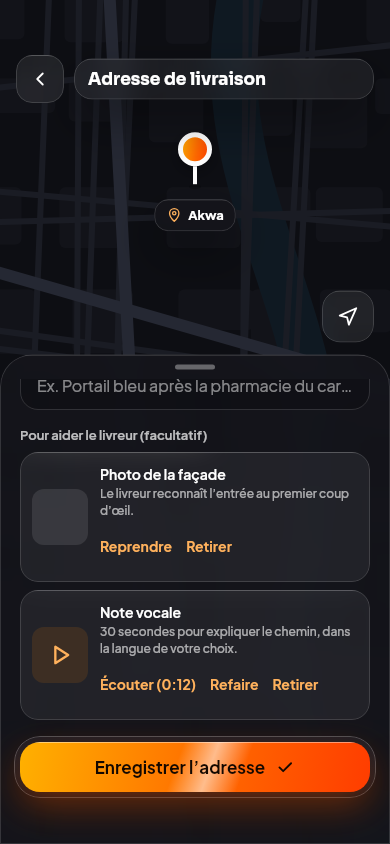 Adresse de livraison
Akwa
Ex. Portail bleu après la pharmacie du car…
Pour aider le livreur (facultatif)
Photo de la façade
Le livreur reconnaît l’entrée au premier coup
d’œil.
Reprendre Retirer
Note vocale
30 secondes pour expliquer le chemin, dans
la langue de votre choix.
Écouter (0:12) Refaire Retirer
Enregistrer l’adresse